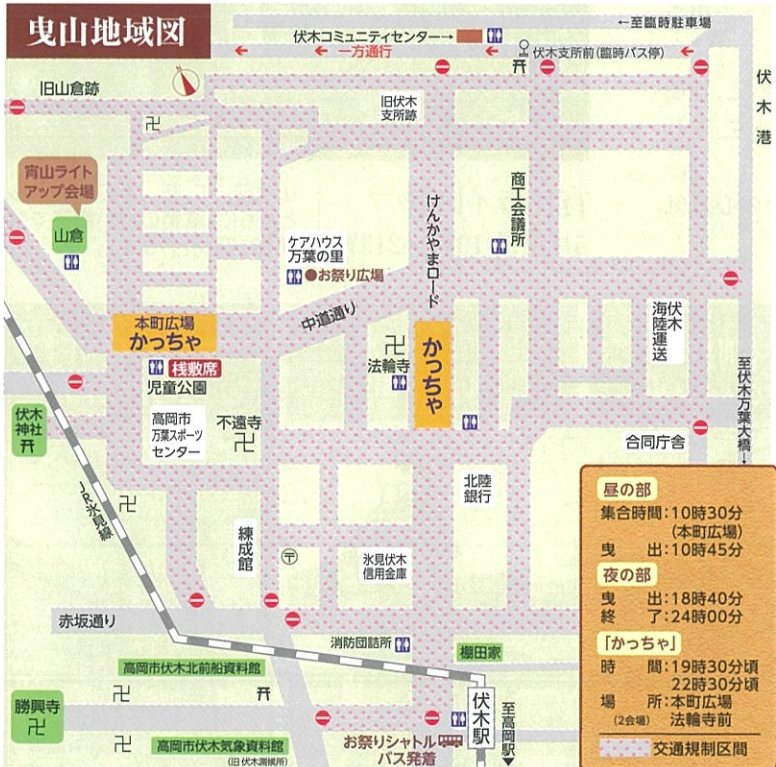 曳山地域図
←至臨時駐車場
伏木コミュニティセンター→
一方通行
伏木支所前(臨時バス停)
伏木港
旧山倉跡
旧伏木
支所跡
宵山ライト
アップ会場
山倉
けんかやまロード
商工会議所
ケアハウス
万葉の里
●お祭り広場
中道通り
本町広場
かっちゃ
桟敷席
児童公園
法輪寺
かっちゃ
伏木
海陸運送
至伏木万葉大橋→
伏木
神社
高岡市
万葉スポーツ
センター
不遠寺
合同庁舎
JR氷見線
北陸
銀行
練成館
氷見伏木
信用金庫
赤坂通り
消防団詰所
棚田家
高岡市伏木北前船資料館
勝興寺
伏木駅
至高岡駅
高岡市伏木気象資料館
(旧伏木測候所)
お祭りシャトル
バス発着
昼の部
集合時間:10時30分
(本町広場)
曳 出:10時45分
夜の部
曳 出:18時40分
終 了:24時00分
「かっちゃ」
時 間:19時30分頃
22時30分頃
場 所:本町広場
(2会場) 法輪寺前
交通規制区間